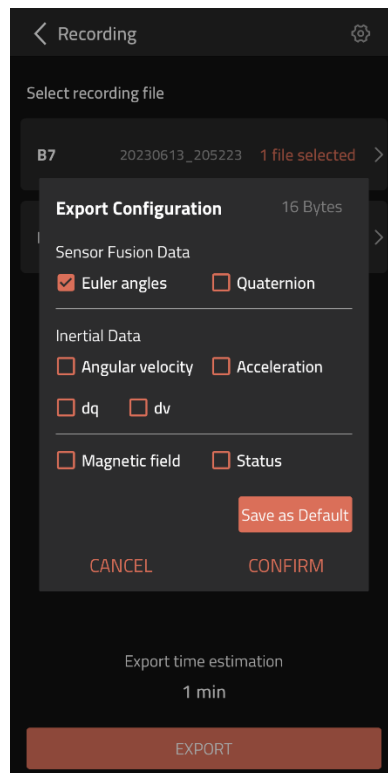 Recording
Select recording file
B7 20230613_205223 1 file selected
Export Configuration 16 Bytes
Sensor Fusion Data
Euler angles Quaternion
Inertial Data
Angular velocity Acceleration
dq dv
Magnetic field Status
Save as Default
CANCEL CONFIRM
Export time estimation
1 min
EXPORT